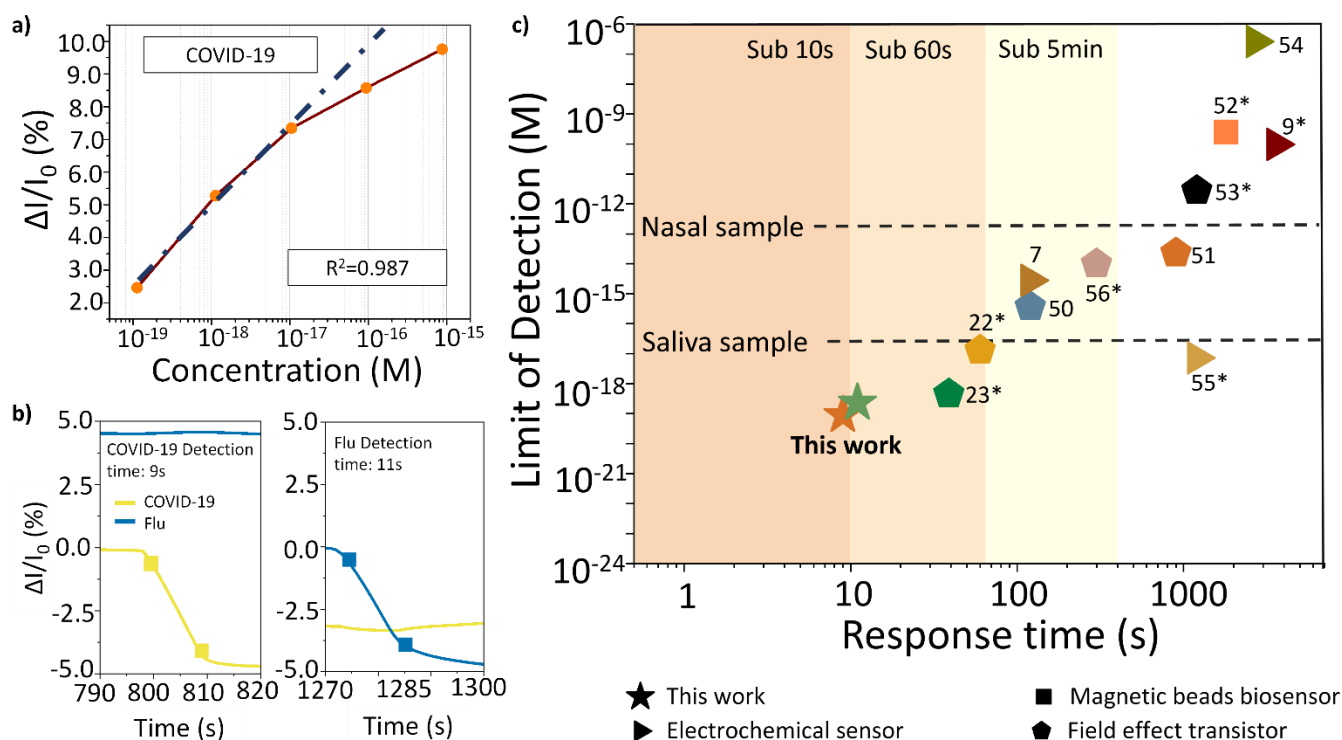 a)
COVID-19
R²=0.987
10.0
9.0
8.0
7.0
6.0
5.0
4.0
3.0
2.0
ΔI/I₀ (%)
10⁻¹⁹ 10⁻¹⁸ 10⁻¹⁷ 10⁻¹⁶ 10⁻¹⁵
Concentration (M)
b)
5.0
2.5
0.0
-2.5
-5.0
ΔI/I₀ (%)
COVID-19 Detection
time: 9s
COVID-19
Flu
790 800 810 820
Time (s)
5.0
2.5
0.0
-2.5
-5.0
Flu Detection
time: 11s
1270 1285 1300
Time (s)
c)
10⁻⁶
10⁻⁹
10⁻¹²
10⁻¹⁵
10⁻¹⁸
10⁻²¹
10⁻²⁴
Limit of Detection (M)
Sub 10s Sub 60s Sub 5min
54
52*
9*
53*
Nasal sample
7
51
56*
50
22*
Saliva sample
55*
23*
This work
1 10 100 1000
Response time (s)
This work
Magnetic beads biosensor
Electrochemical sensor
Field effect transistor